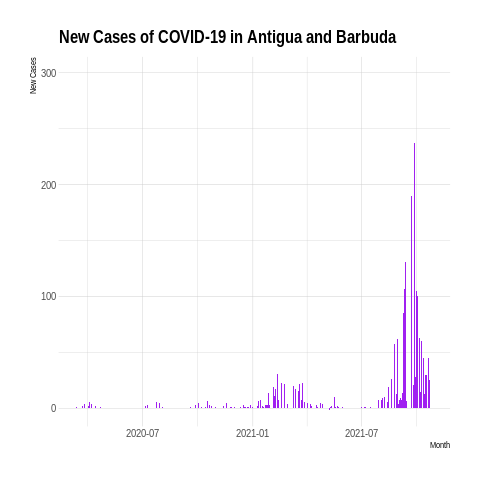 New Cases of COVID-19 in Antigua and Barbuda
New Cases
300
200
100
0
2020-07
2021-01
2021-07
Month